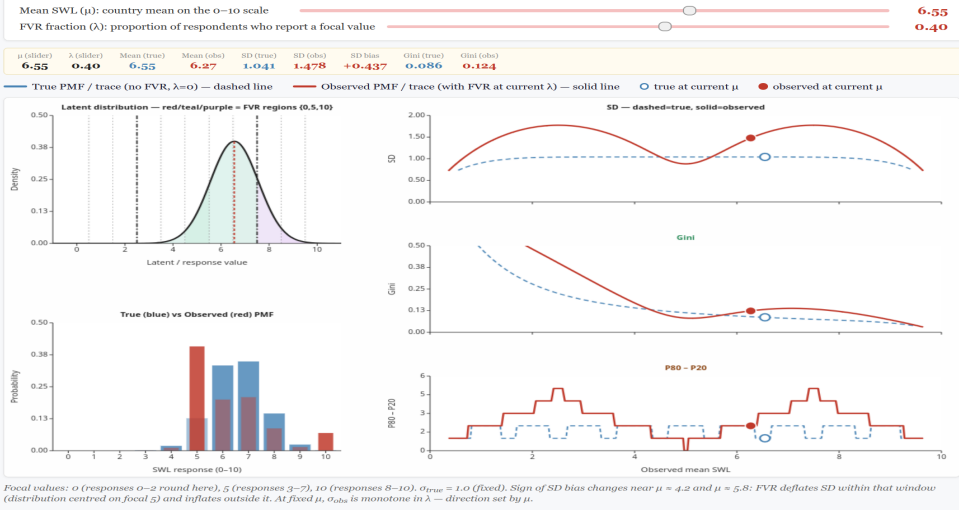 Mean SWL (μ): country mean on the 0–10 scale 6.55
FVR fraction (λ): proportion of respondents who report a focal value 0.40
μ (slider) λ (slider) Mean (true) Mean (obs) SD (true) SD (obs) SD bias Gini (true) Gini (obs)
6.55 0.40 6.55 6.27 1.041 1.478 +0.437 0.086 0.124
True PMF / trace (no FVR, λ=0) — dashed line Observed PMF / trace (with FVR at current λ) — solid line true at current μ observed at current μ
Latent distribution — red/teal/purple = FVR regions {0,5,10}
0.50
0.38
0.25
0.13
0.00
Density
0 2 4 6 8 10
Latent / response value
True (blue) vs Observed (red) PMF
0.50
0.38
0.25
0.13
0.00
Probability
0 1 2 3 4 5 6 7 8 9 10
SWL response (0–10)
SD — dashed=true, solid=observed
2.00
1.50
1.00
0.50
0.00
SD
Gini
0.50
0.38
0.25
0.13
0.00
Gini
P80 – P20
6
5
3
2
0
P80 – P20
0 2 4 6 8 10
Observed mean SWL
Focal values: 0 (responses 0–2 round here), 5 (responses 3–7), 10 (responses 8–10). σtrue = 1.0 (fixed). Sign of SD bias changes near μ ≈ 4.2 and μ ≈ 5.8: FVR deflates SD within that window
(distribution centred on focal 5) and inflates outside it. At fixed μ, σobs is monotone in λ — direction set by μ.